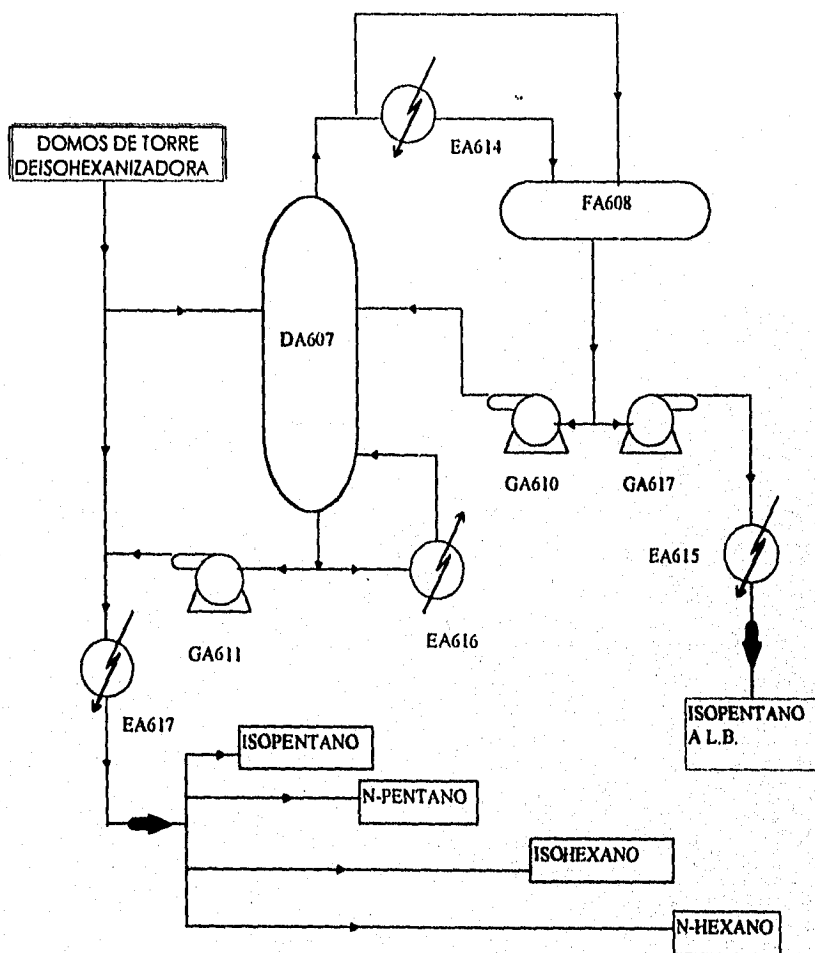 EA614
DOMOS DE TORRE
DEISOHEXANIZADORA
FA608
DA607
GA610
GA617
EA615
GA611
EA616
EA617
ISOPENTANO
A L.B.
ISOPENTANO
N-PENTANO
ISOHEXANO
N-HEXANO